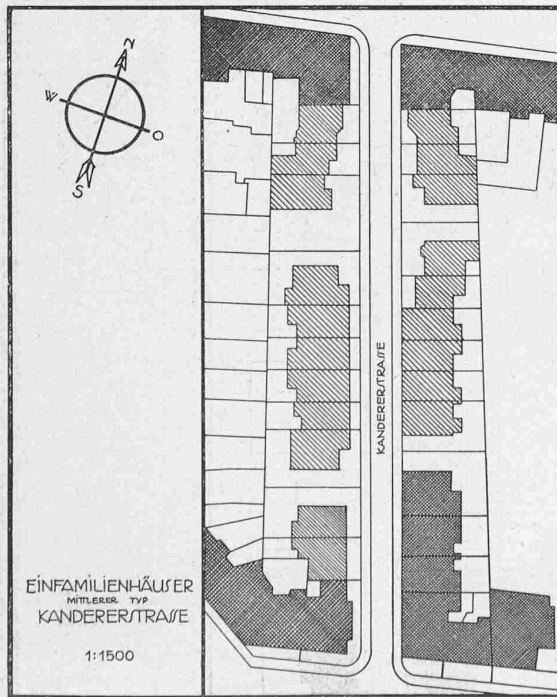 N
W
O
S
KANDERERSTRASSE
EINFAMILIENHÄUSER
MITTLERER TYP
KANDERERSTRASSE
1:1500